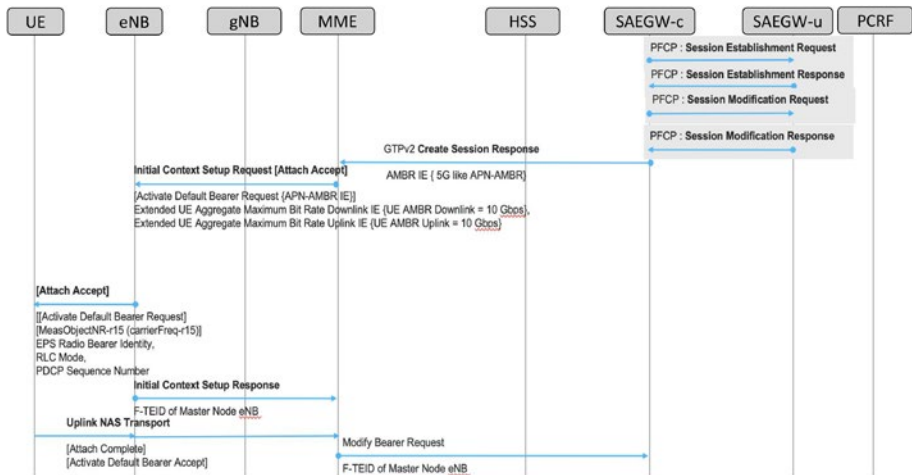 UE eNB gNB MME HSS SAEGW-c SAEGW-u PCRF
PFCP : Session Establishment Request
PFCP : Session Establishment Response
PFCP : Session Modification Request
PFCP : Session Modification Response
GTPv2 Create Session Response
AMBR IE { 5G like APN-AMBR}
Initial Context Setup Request [Attach Accept]
[Activate Default Bearer Request {APN-AMBR IE}]
Extended UE Aggregate Maximum Bit Rate Downlink IE {UE AMBR Downlink = 10 Gbps},
Extended UE Aggregate Maximum Bit Rate Uplink IE {UE AMBR Uplink = 10 Gbps}
[Attach Accept]
[[Activate Default Bearer Request]
[MeasObjectNR-r15 (carrierFreq-r15)]
EPS Radio Bearer Identity,
RLC Mode,
PDCP Sequence Number
Initial Context Setup Response
F-TEID of Master Node eNB
Uplink NAS Transport
[Attach Complete]
[Activate Default Bearer Accept]
Modify Bearer Request
F-TEID of Master Node eNB